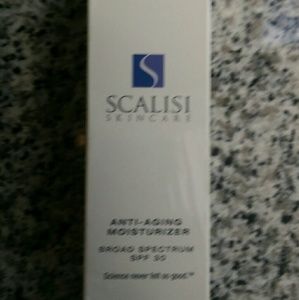 SCALISI
SKINCARE
ANTI-AGING
MOISTURIZER
BROAD SPECTRUM
SPF 30
Science never felt so good.™